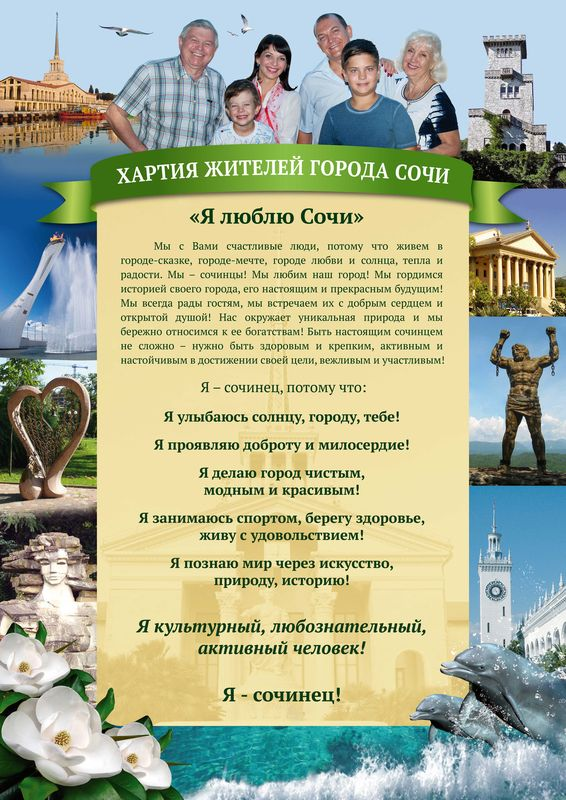 ХАРТИЯ ЖИТЕЛЕЙ ГОРОДА СОЧИ
«Я люблю Сочи»
Мы с Вами счастливые люди, потому что живем в
городе-сказке, городе-мечте, городе любви и солнца, тепла и
радости. Мы – сочинцы! Мы любим наш город! Мы гордимся
историей своего города, его настоящим и прекрасным будущим!
Мы всегда рады гостям, мы встречаем их с добрым сердцем и
открытой душой! Нас окружает уникальная природа и мы
бережно относимся к ее богатствам! Быть настоящим сочинцем
не сложно – нужно быть здоровым и крепким, активным и
настойчивым в достижении своей цели, вежливым и участливым!
Я – сочинец, потому что:
Я улыбаюсь солнцу, городу, тебе!
Я проявляю доброту и милосердие!
Я делаю город чистым,
модным и красивым!
Я занимаюсь спортом, берегу здоровье,
живу с удовольствием!
Я познаю мир через искусство,
природу, историю!
Я культурный, любознательный,
активный человек!
Я - сочинец!